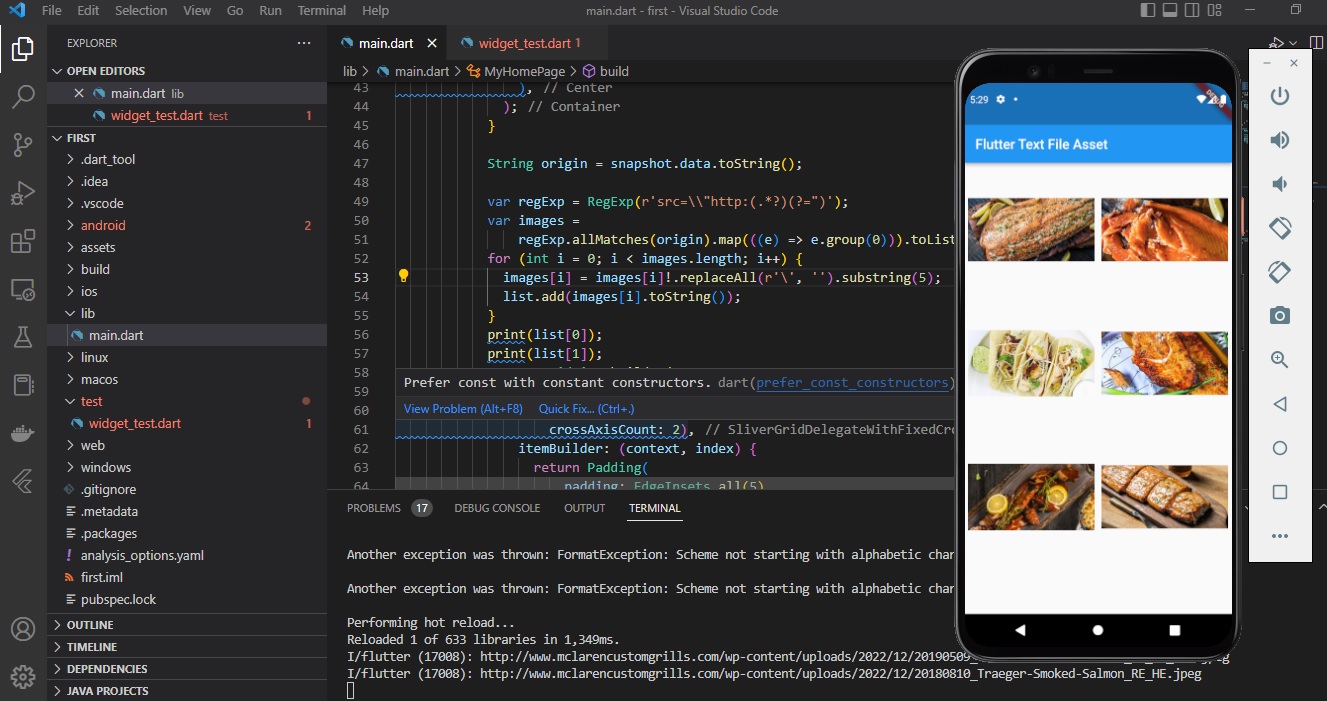 File Edit Selection View Go Run Terminal Help
main.dart - first - Visual Studio Code
EXPLORER
OPEN EDITORS
main.dart lib
widget_test.dart test 1
FIRST
.dart_tool
.idea
.vscode
android 2
assets
build
ios
lib
main.dart
linux
macos
test
widget_test.dart 1
web
windows
.gitignore
.metadata
.packages
analysis_options.yaml
first.iml
pubspec.lock
OUTLINE
TIMELINE
DEPENDENCIES
JAVA PROJECTS
main.dart
widget_test.dart 1
lib > main.dart > MyHomePage > build
43 ), // Center
44 ); // Container
45 }
46
47 String origin = snapshot.data.toString();
48
49 var regExp = RegExp(r'src=\\"http:(.*?)(?=")');
50 var images =
51 regExp.allMatches(origin).map(((e) => e.group(0))).toList
52 for (int i = 0; i < images.length; i++) {
53 images[i] = images[i]!.replaceAll(r'\', '').substring(5);
54 list.add(images[i].toString());
55 }
56 print(list[0]);
57 print(list[1]);
58
Prefer const with constant constructors. dart(prefer_const_constructors)
59
View Problem (Alt+F8) Quick Fix... (Ctrl+.)
60
61 crossAxisCount: 2), // SliverGridDelegateWithFixedCro
62 itemBuilder: (context, index) {
63 return Padding(
64 padding: EdgeInsets.all(5)
PROBLEMS 17 DEBUG CONSOLE OUTPUT TERMINAL
Another exception was thrown: FormatException: Scheme not starting with alphabetic char
Another exception was thrown: FormatException: Scheme not starting with alphabetic char
Performing hot reload...
Reloaded 1 of 633 libraries in 1,349ms.
I/flutter (17008): http://www.mclarencustomgrills.com/wp-content/uploads/2022/12/20190509
I/flutter (17008): http://www.mclarencustomgrills.com/wp-content/uploads/2022/12/20180810_Traeger-Smoked-Salmon_RE_HE.jpeg
5:29
DEBUG
Flutter Text File Asset